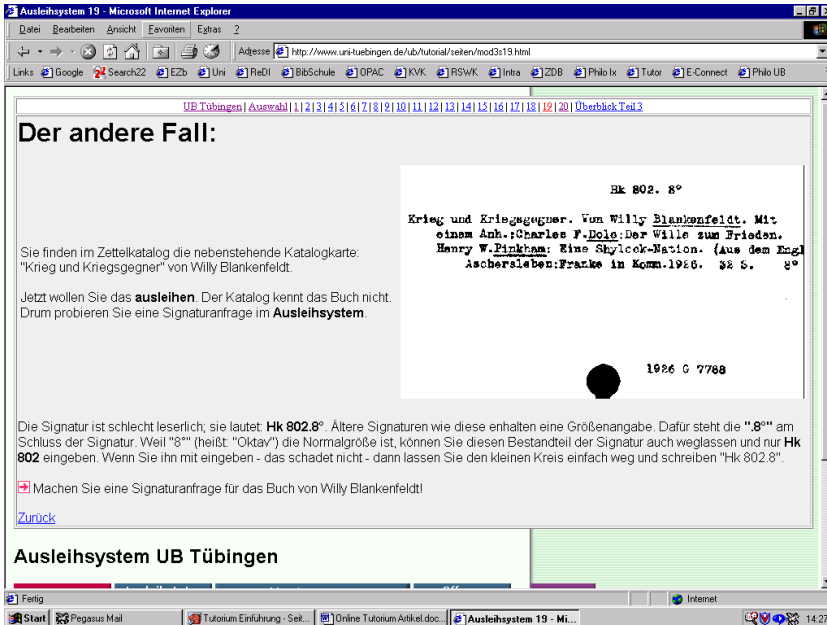 Ausleihsystem 19 - Microsoft Internet Explorer
Datei Bearbeiten Ansicht Favoriten Extras ?
Adresse http://www.uni-tuebingen.de/ub/tutorial/seiten/mod3s19.html
Links Google Search22 EZb Uni ReDI BibSchule OPAC KVK RSWK Intra ZDB Philo Ix Tutor E-Connect Philo UB
UB Tübingen | Auswahl | 1 | 2 | 3 | 4 | 5 | 6 | 7 | 8 | 9 | 10 | 11 | 12 | 13 | 14 | 15 | 16 | 17 | 18 | 19 | 20 | Überblick Teil 3
Der andere Fall:
Sie finden im Zettelkatalog die nebenstehende Katalogkarte:
"Krieg und Kriegsgegner" von Willy Blankenfeldt.
Jetzt wollen Sie das ausleihen. Der Katalog kennt das Buch nicht.
Drum probieren Sie eine Signaturanfrage im Ausleihsystem.
Hk 802. 8°
Krieg und Kriegsgegner. Von Willy Blankenfeldt. Mit
einem Anh.:Charles F.Dole:Der Wille zum Frieden.
Henry W.Pinkham: Eine Shylock-Nation. (Aus dem Engl
Aschersleben:Franke in Komm.1926. 32 S. 8°
1926 G 7788
Die Signatur ist schlecht leserlich; sie lautet: Hk 802.8°. Ältere Signaturen wie diese enhalten eine Größenangabe. Dafür steht die ".8°" am
Schluss der Signatur. Weil "8°" (heißt: "Oktav") die Normalgröße ist, können Sie diesen Bestandteil der Signatur auch weglassen und nur Hk
802 eingeben. Wenn Sie ihn mit eingeben - das schadet nicht - dann lassen Sie den kleinen Kreis einfach weg und schreiben "Hk 802.8".
Machen Sie eine Signaturanfrage für das Buch von Willy Blankenfeldt!
Zurück
Ausleihsystem UB Tübingen
Fertig
Internet
Start Pegasus Mail Tutorium Einführung - Seit... Online Tutorium Artikel.doc... Ausleihsystem 19 - Mi... 14:27